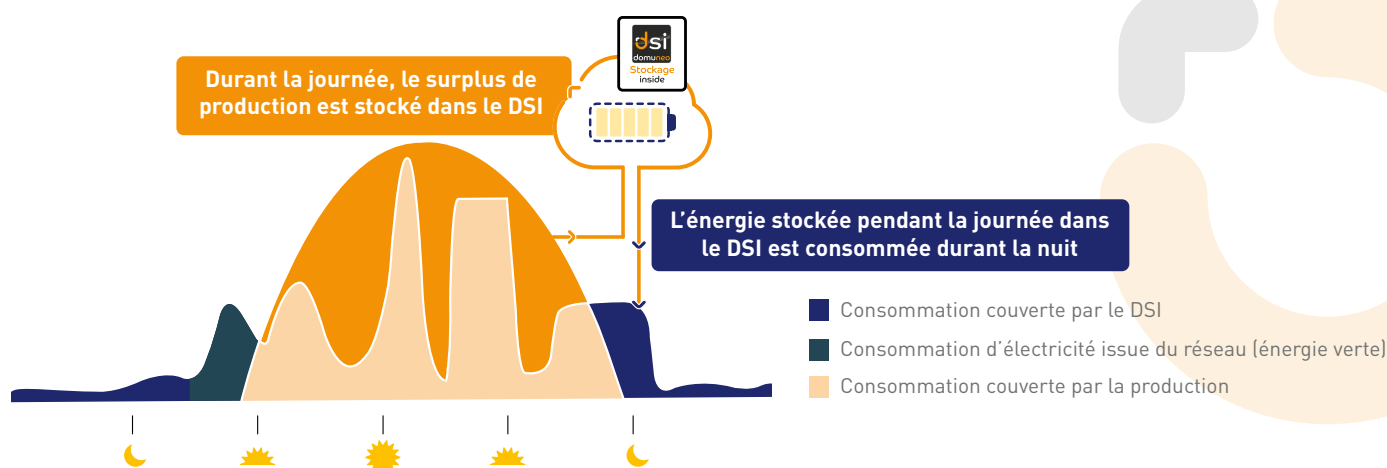 dsi
domuneo
Stockage
inside
Durant la journée, le surplus de
production est stocké dans le DSI
L'énergie stockée pendant la journée dans
le DSI est consommée durant la nuit
Consommation couverte par le DSI
Consommation d'électricité issue du réseau (énergie verte)
Consommation couverte par la production